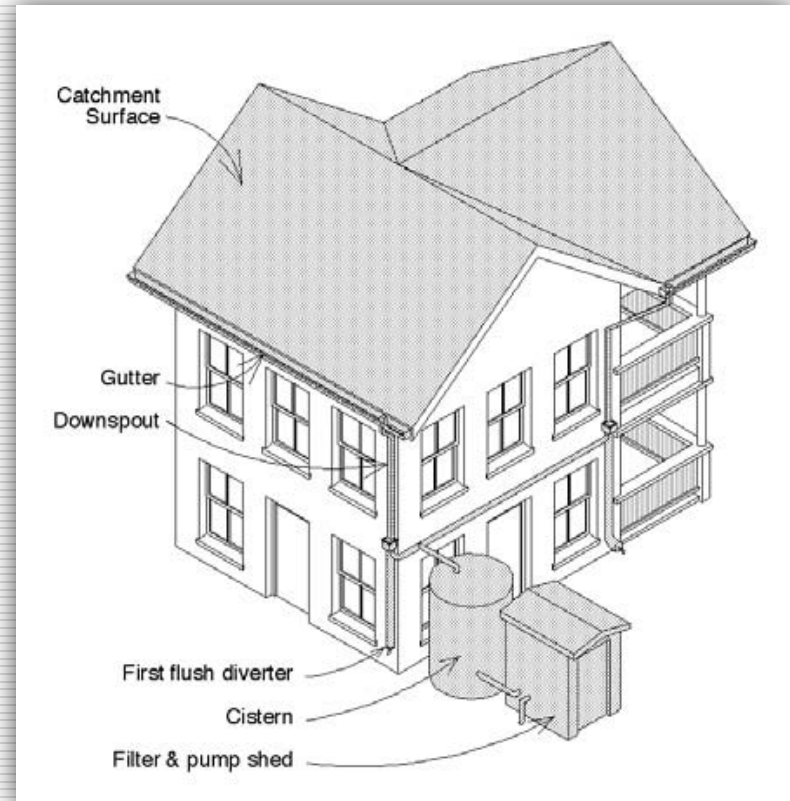 Catchment
Surface
Gutter
Downspout
First flush diverter
Cistern
Filter & pump shed